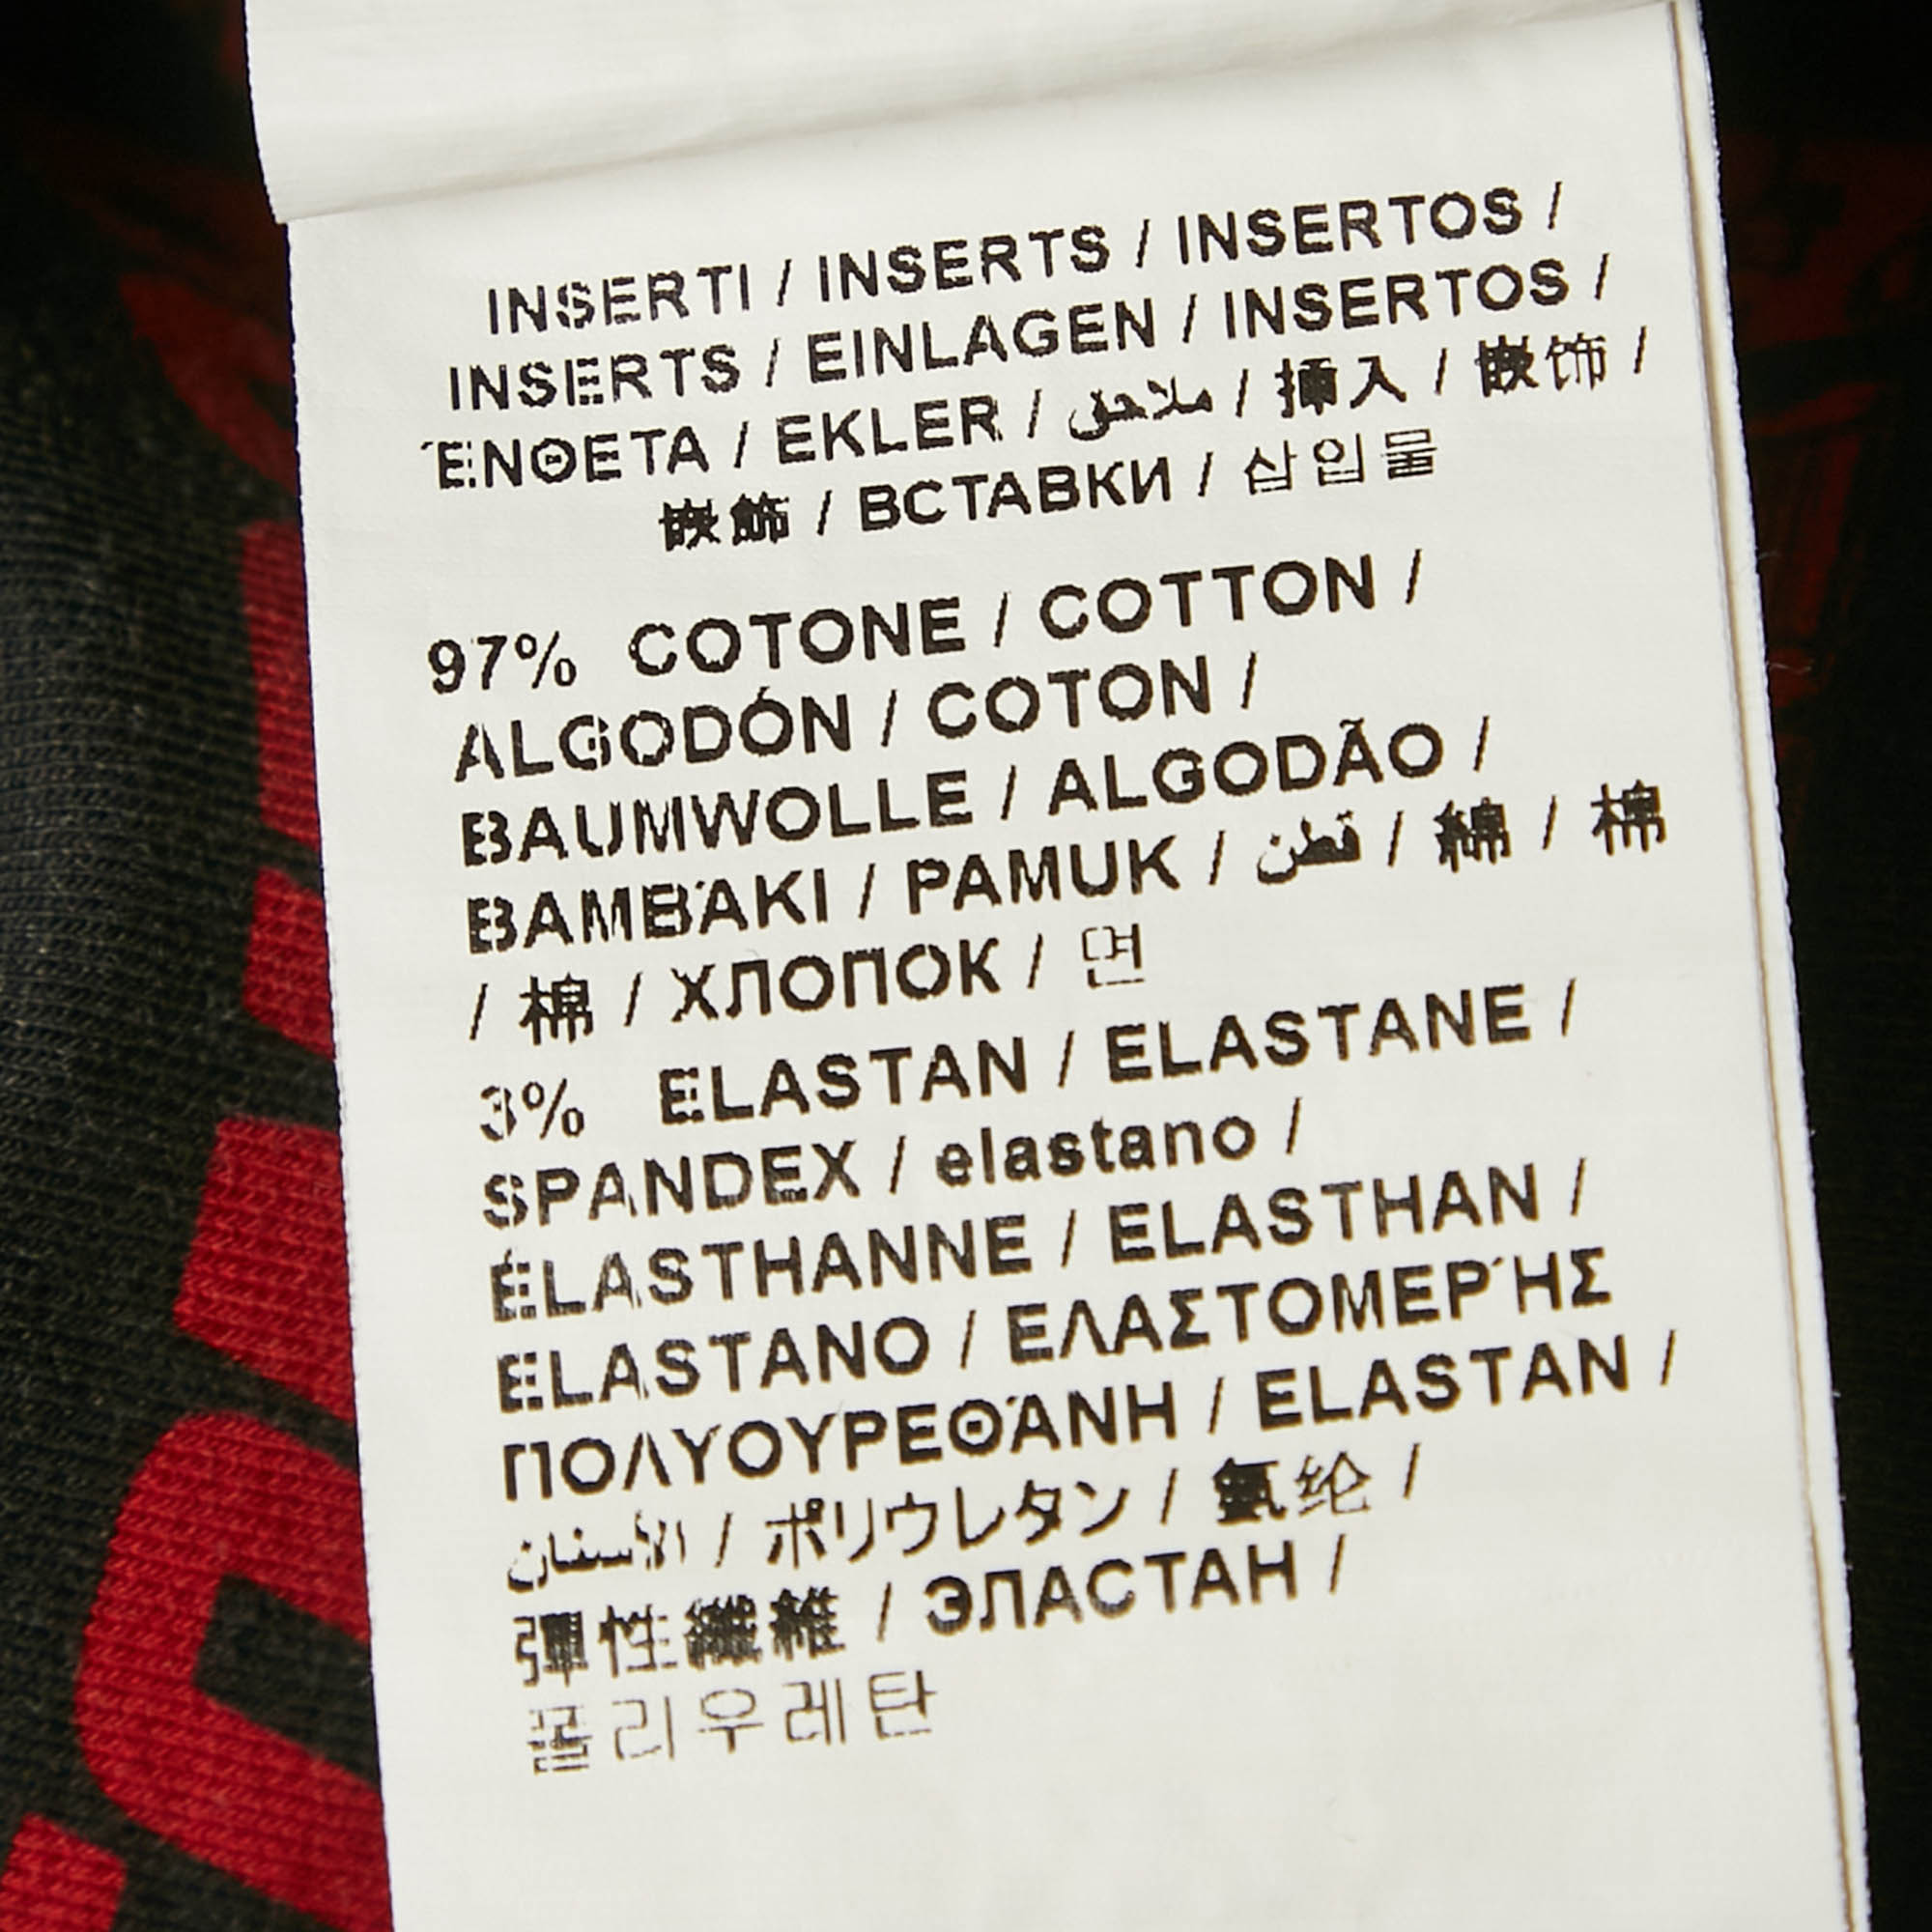 INSERTI / INSERTS / INSERTOS /
INSERTS / EINLAGEN / INSERTOS /
ΈΝΘΕΤΑ / EKLER / ملاحق / 挿入 / 嵌饰 /
嵌飾 / ВСТАВКИ / 삽입물
97% COTONE / COTTON /
ALGODÓN / COTON /
BAUMWOLLE / ALGODÃO /
ΒΑΜΒΆΚΙ / PAMUK / قطن / 綿 / 棉
/ 棉 / ХЛОПОК / 면
3% ELASTAN / ELASTANE /
SPANDEX / elastano /
ÉLASTHANNE / ELASTHAN /
ELASTANO / ΕΛΑΣΤΟΜΕΡΉΣ
ΠΟΛΥΟΥΡΕΘΆΝΗ / ELASTAN /
/ ポリウレタン / 氨纶 /
彈性纖維 / ЭЛАСТАН /
폴리우레탄